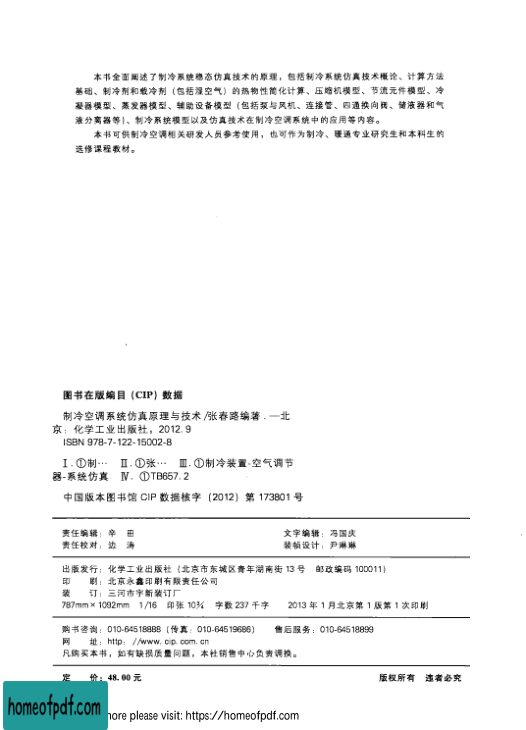 本书全面阐述了制冷系统稳态仿真技术的原理，包括制冷系统仿真技术概论、计算方法
基础、制冷剂和载冷剂（包括湿空气）的热物性简化计算、压缩机模型、节流元件模型、冷
凝器模型、蒸发器模型、辅助设备模型（包括泵与风机、连接管、四通换向阀、储液器和气
液分离器等）、制冷系统模型以及仿真技术在制冷空调系统中的应用等内容。
本书可供制冷空调相关研发人员参考使用，也可作为制冷、暖通专业研究生和本科生的
选修课程教材。
图书在版编目（CIP）数据
制冷空调系统仿真原理与技术/张春路编著．—北
京：化学工业出版社，2012.9
ISBN 978-7-122-15002-8
Ⅰ.①制… Ⅱ.①张… Ⅲ.①制冷装置-空气调节
器-系统仿真 Ⅳ.①TB657.2
中国版本图书馆 CIP 数据核字（2012）第 173801 号
责任编辑：辛 田 文字编辑：冯国庆
责任校对：边 涛 装帧设计：尹琳琳
出版发行：化学工业出版社（北京市东城区青年湖南街 13 号 邮政编码 100011）
印 刷：北京永鑫印刷有限责任公司
装 订：三河市宇新装订厂
787mm×1092mm 1/16 印张 10¾ 字数 237 千字 2013 年 1 月北京第 1 版第 1 次印刷
购书咨询：010-64518888（传真：010-64519686） 售后服务：010-64518899
网 址：http: //www.cip.com.cn
凡购买本书，如有缺损质量问题，本社销售中心负责调换。
定 价：48.00 元 版权所有 违者必究
homeofpdf.com
more please visit: https://homeofpdf.com